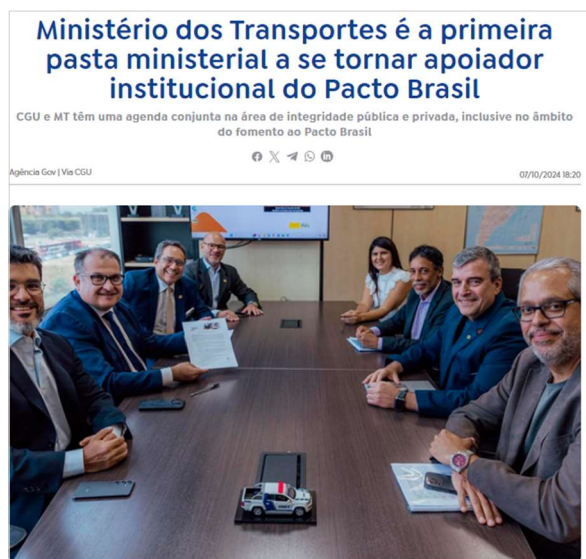 Ministério dos Transportes é a primeira
pasta ministerial a se tornar apoiador
institucional do Pacto Brasil
CGU e MT têm uma agenda conjunta na área de integridade pública e privada, inclusive no âmbito
do fomento ao Pacto Brasil
Agência Gov | Via CGU
07/10/2024 18:20